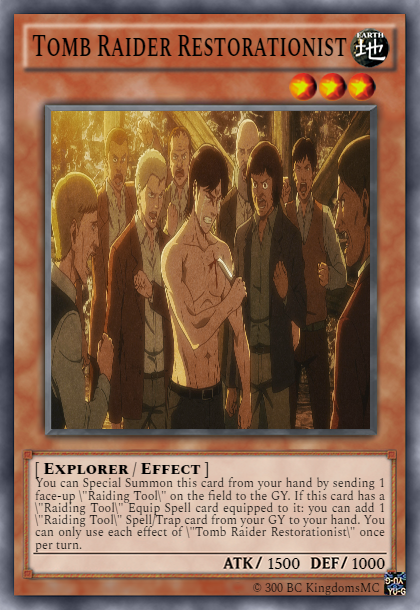 TOMB RAIDER RESTORATIONIST
EARTH
地
[ EXPLORER / EFFECT ]
You can Special Summon this card from your hand by sending 1
face-up \"Raiding Tool\" on the field to the GY. If this card has a
\"Raiding Tool\" Equip Spell card equipped to it: you can add 1
\"Raiding Tool\" Spell/Trap card from your GY to your hand. You
can only use each effect of \"Tomb Raider Restorationist\" once
per turn.
ATK/ 1500 DEF/ 1000
© 300 BC KingdomsMC